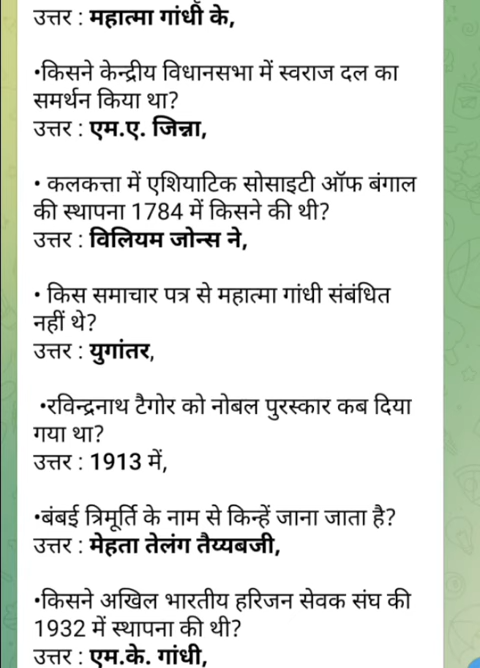 उत्तर : महात्मा गांधी के,
•किसने केन्द्रीय विधानसभा में स्वराज दल का
समर्थन किया था?
उत्तर : एम.ए. जिन्ना,
• कलकत्ता में एशियाटिक सोसाइटी ऑफ बंगाल
की स्थापना 1784 में किसने की थी?
उत्तर : विलियम जोन्स ने,
• किस समाचार पत्र से महात्मा गांधी संबंधित
नहीं थे?
उत्तर : युगांतर,
•रविन्द्रनाथ टैगोर को नोबल पुरस्कार कब दिया
गया था?
उत्तर : 1913 में,
•बंबई त्रिमूर्ति के नाम से किन्हें जाना जाता है?
उत्तर : मेहता तेलंग तैय्यबजी,
•किसने अखिल भारतीय हरिजन सेवक संघ की
1932 में स्थापना की थी?
उत्तर : एम.के. गांधी,